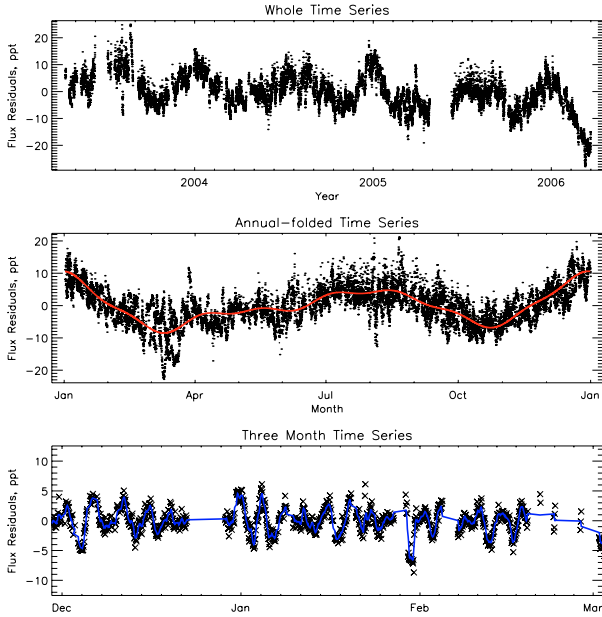 Whole Time Series
20
10
0
-10
-20
Flux Residuals, ppt
2004 2005 2006
Year
Annual-folded Time Series
20
10
0
-10
-20
Flux Residuals, ppt
Jan Apr Jul Oct Jan
Month
Three Month Time Series
10
5
0
-5
-10
Flux Residuals, ppt
Dec Jan Feb Mar